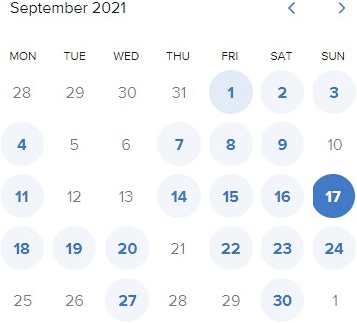 September 2021
MON TUE WED THU FRI SAT SUN
28 29 30 31 1 2 3
4 5 6 7 8 9 10
11 12 13 14 15 16 17
18 19 20 21 22 23 24
25 26 27 28 29 30 1